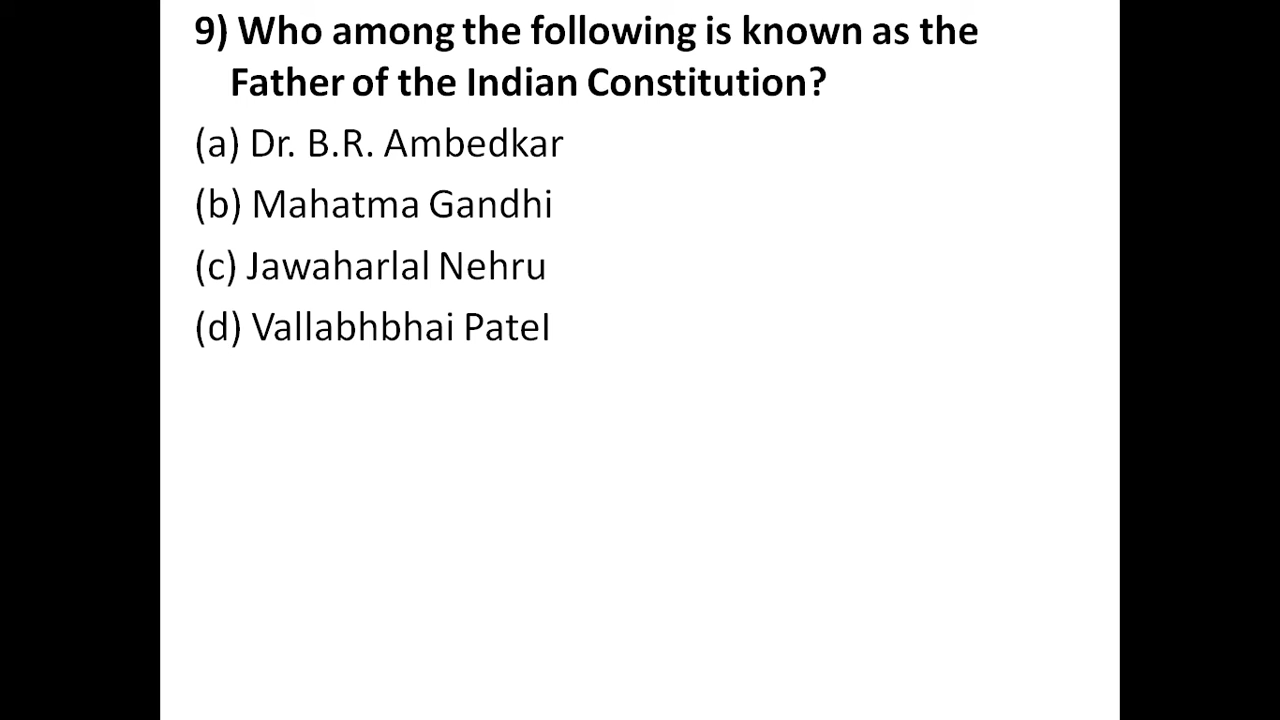 9) Who among the following is known as the
Father of the Indian Constitution?
(a) Dr. B.R. Ambedkar
(b) Mahatma Gandhi
(c) Jawaharlal Nehru
(d) Vallabhbhai Patel